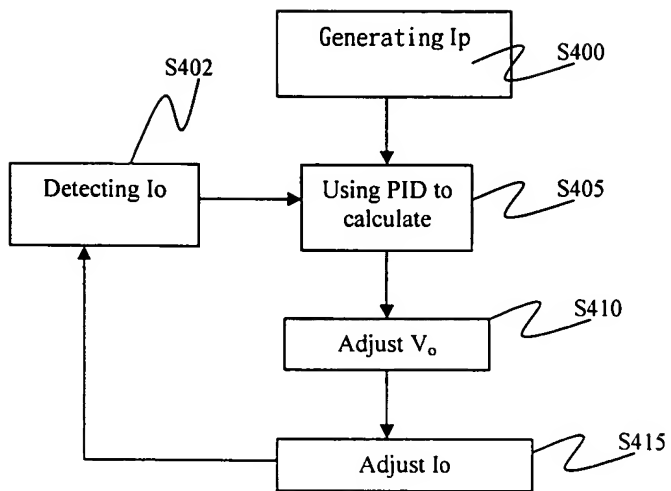 Generating Ip
S400
S402
Detecting Io
Using PID to
calculate
S405
Adjust Vₒ
S410
Adjust Io
S415